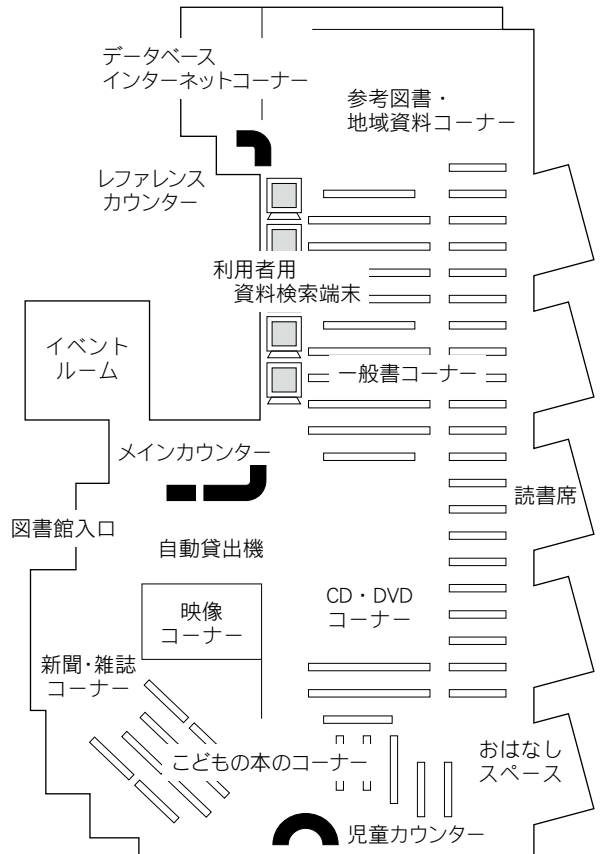 データベース
インターネットコーナー
参考図書・
地域資料コーナー
レファレンス
カウンター
利用者用
資料検索端末
イベント
ルーム
一般書コーナー
メインカウンター
読書席
図書館入口
自動貸出機
映像
コーナー
CD・DVD
コーナー
新聞・雑誌
コーナー
こどもの本のコーナー
おはなし
スペース
児童カウンター